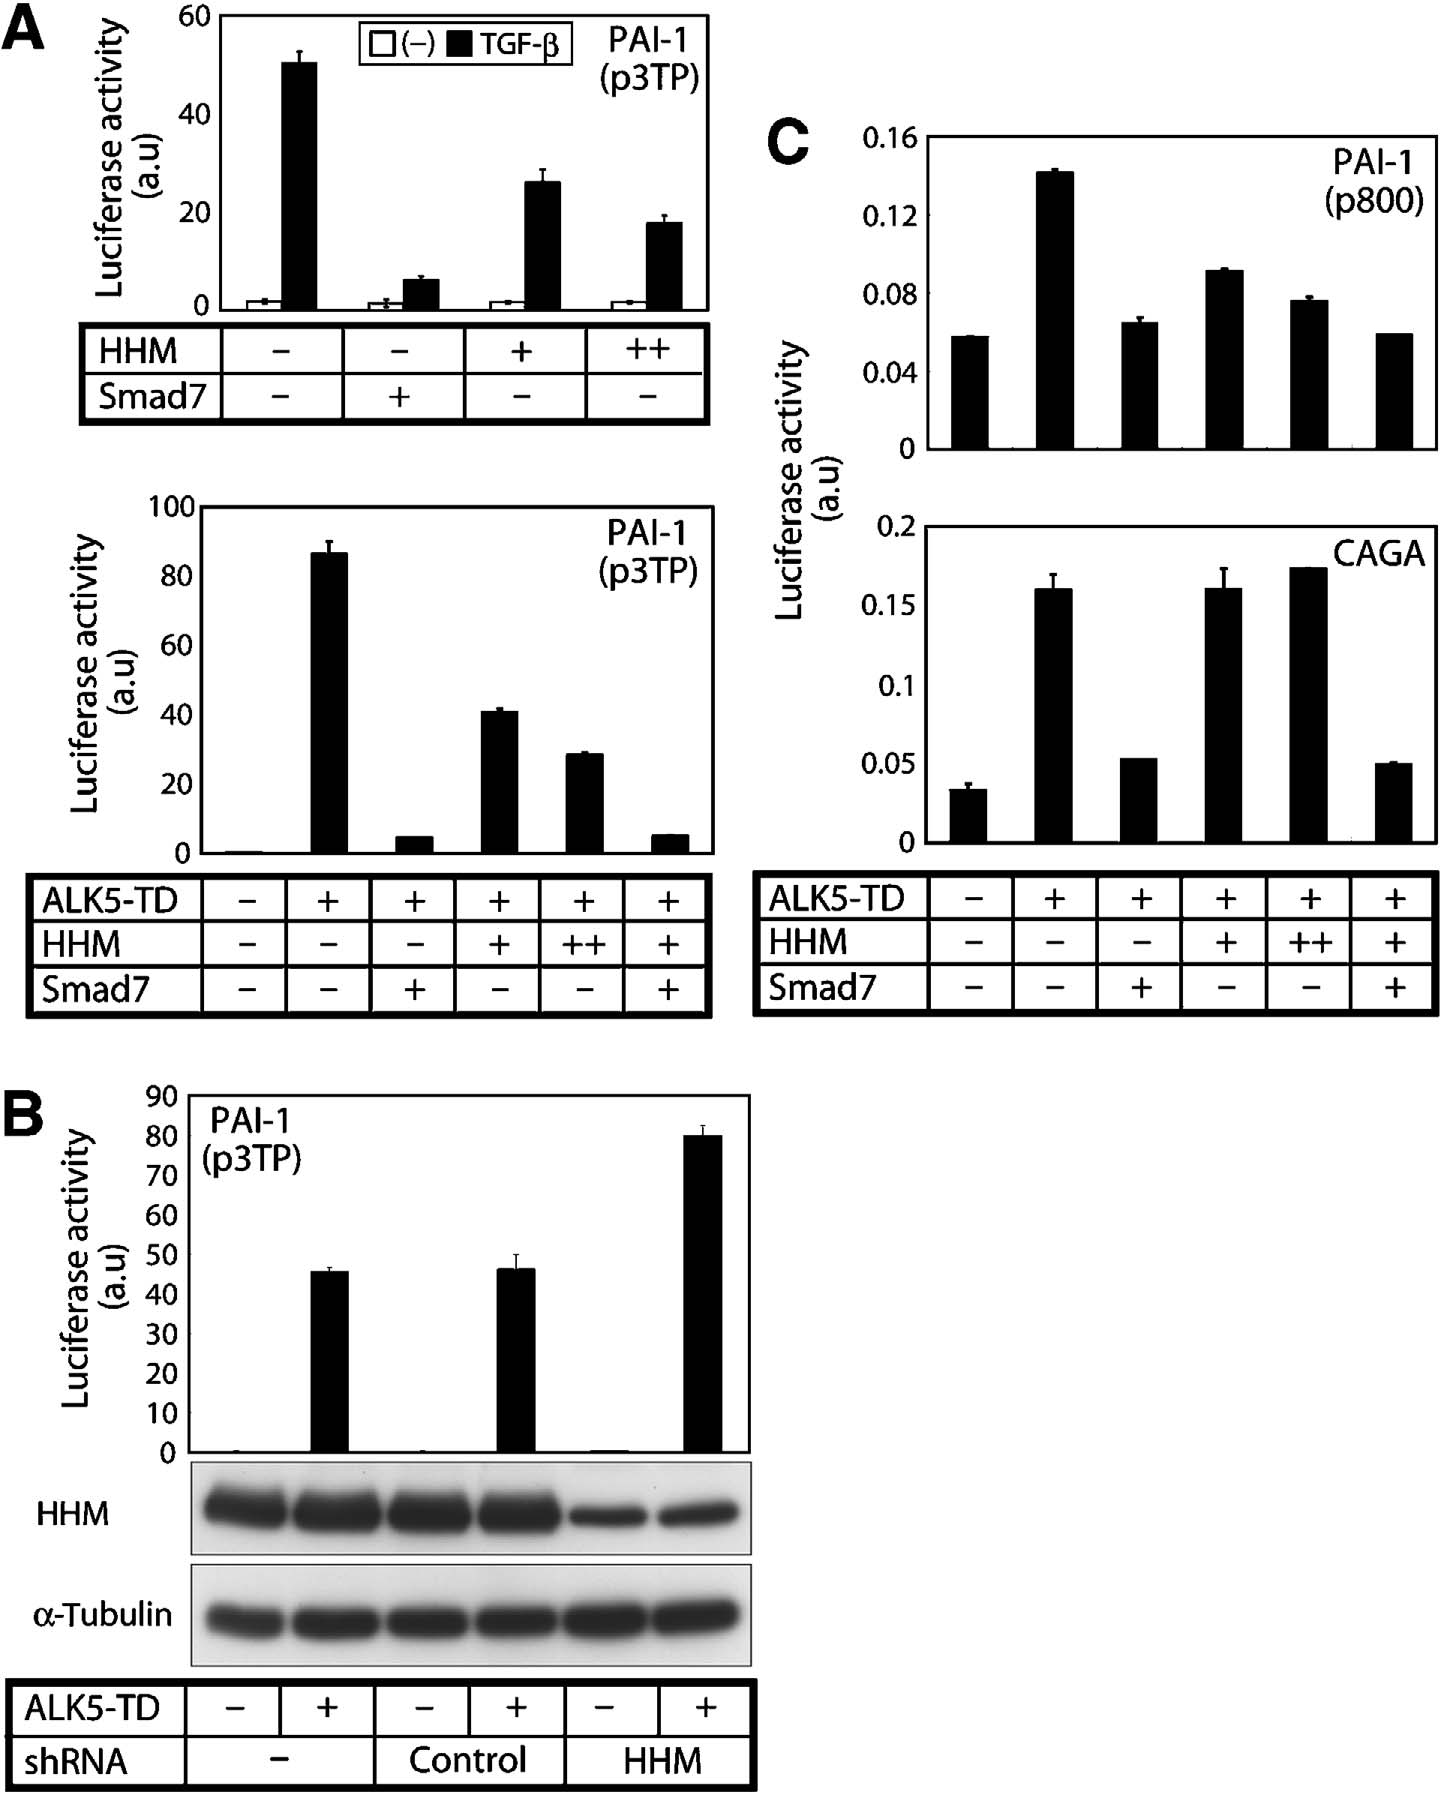 A
Luciferase activity
(a.u)
60
40
20
0
(−) TGF-β
PAI-1
(p3TP)
HHM − − + ++
Smad7 − + − −
Luciferase activity
(a.u)
100
80
60
40
20
0
PAI-1
(p3TP)
ALK5-TD − + + + + +
HHM − − − + ++ +
Smad7 − − + − − +
B
Luciferase activity
(a.u)
90
80
70
60
50
40
30
20
10
0
PAI-1
(p3TP)
HHM
α-Tubulin
ALK5-TD − + − + − +
shRNA − Control HHM
C
Luciferase activity
(a.u)
0.16
0.12
0.08
0.04
0
PAI-1
(p800)
0.2
0.15
0.1
0.05
0
CAGA
ALK5-TD − + + + + +
HHM − − − + ++ +
Smad7 − − + − − +